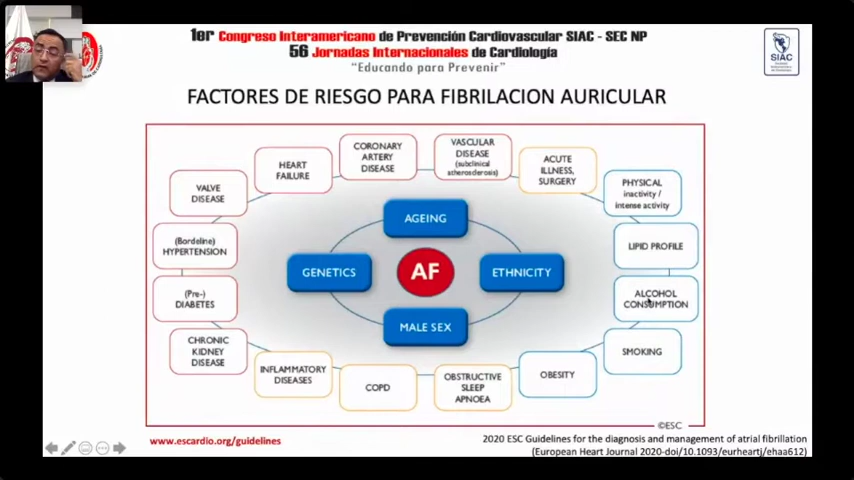 1er Congreso Interamericano de Prevención Cardiovascular SIAC - SEC NP
56 Jornadas Internacionales de Cardiología
“Educando para Prevenir”
SIAC
FACTORES DE RIESGO PARA FIBRILACION AURICULAR
CORONARY
ARTERY
DISEASE
VASCULAR
DISEASE
(subclinical
atherosclerosis)
HEART
FAILURE
ACUTE
ILLNESS,
SURGERY
VALVE
DISEASE
PHYSICAL
inactivity /
intense activity
AGEING
(Bordeline)
HYPERTENSION
LIPID PROFILE
GENETICS
AF
ETHNICITY
(Pre-)
DIABETES
ALCOHOL
CONSUMPTION
MALE SEX
CHRONIC
KIDNEY
DISEASE
SMOKING
INFLAMMATORY
DISEASES
COPD
OBSTRUCTIVE
SLEEP
APNOEA
OBESITY
©ESC
www.escardio.org/guidelines
2020 ESC Guidelines for the diagnosis and management of atrial fibrillation
(European Heart Journal 2020-doi/10.1093/eurheartj/ehaa612)